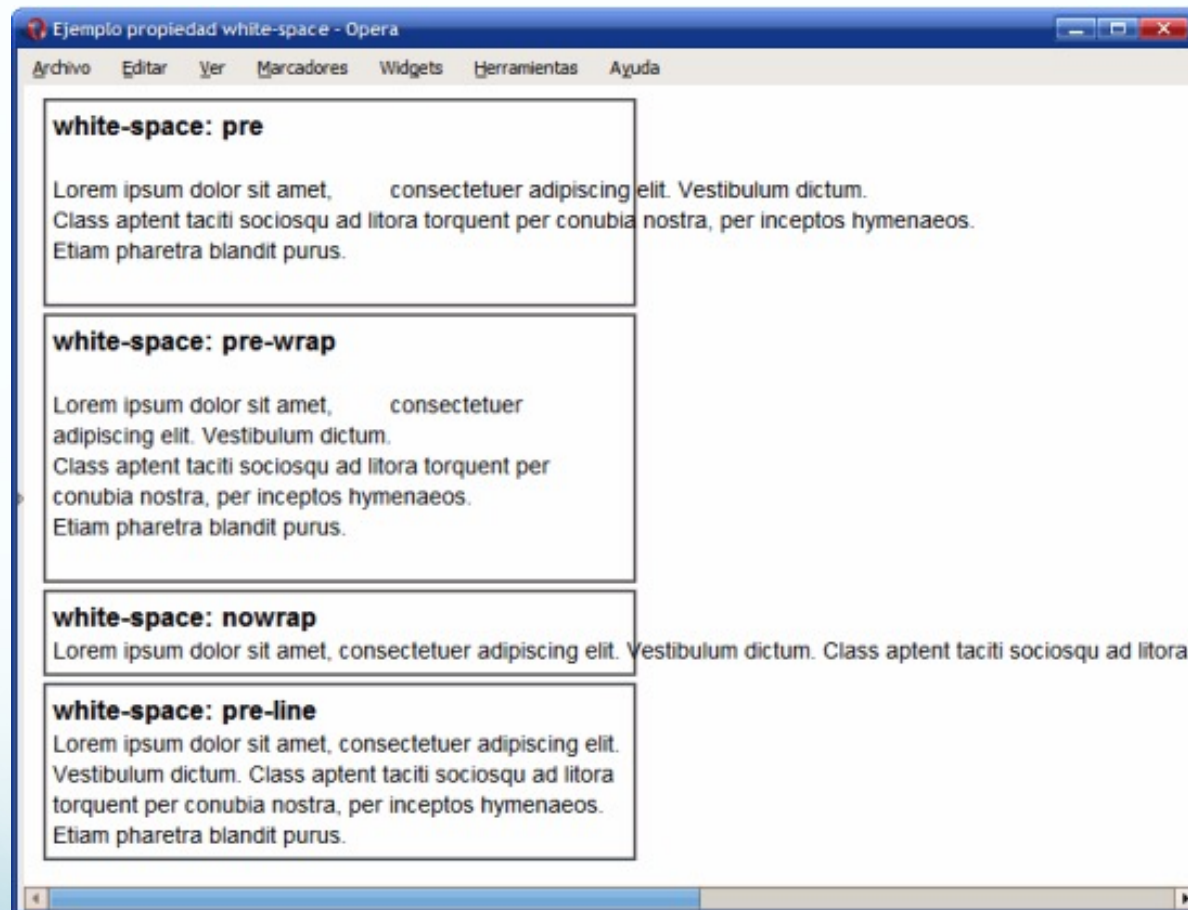 Ejemplo propiedad white-space - Opera
Archivo Editar Ver Marcadores Widgets Herramientas Ayuda
white-space: pre
Lorem ipsum dolor sit amet, consectetuer adipiscing elit. Vestibulum dictum.
Class aptent taciti sociosqu ad litora torquent per conubia nostra, per inceptos hymenaeos.
Etiam pharetra blandit purus.
white-space: pre-wrap
Lorem ipsum dolor sit amet, consectetuer
adipiscing elit. Vestibulum dictum.
Class aptent taciti sociosqu ad litora torquent per
conubia nostra, per inceptos hymenaeos.
Etiam pharetra blandit purus.
white-space: nowrap
Lorem ipsum dolor sit amet, consectetuer adipiscing elit. Vestibulum dictum. Class aptent taciti sociosqu ad litora
white-space: pre-line
Lorem ipsum dolor sit amet, consectetuer adipiscing elit.
Vestibulum dictum. Class aptent taciti sociosqu ad litora
torquent per conubia nostra, per inceptos hymenaeos.
Etiam pharetra blandit purus.